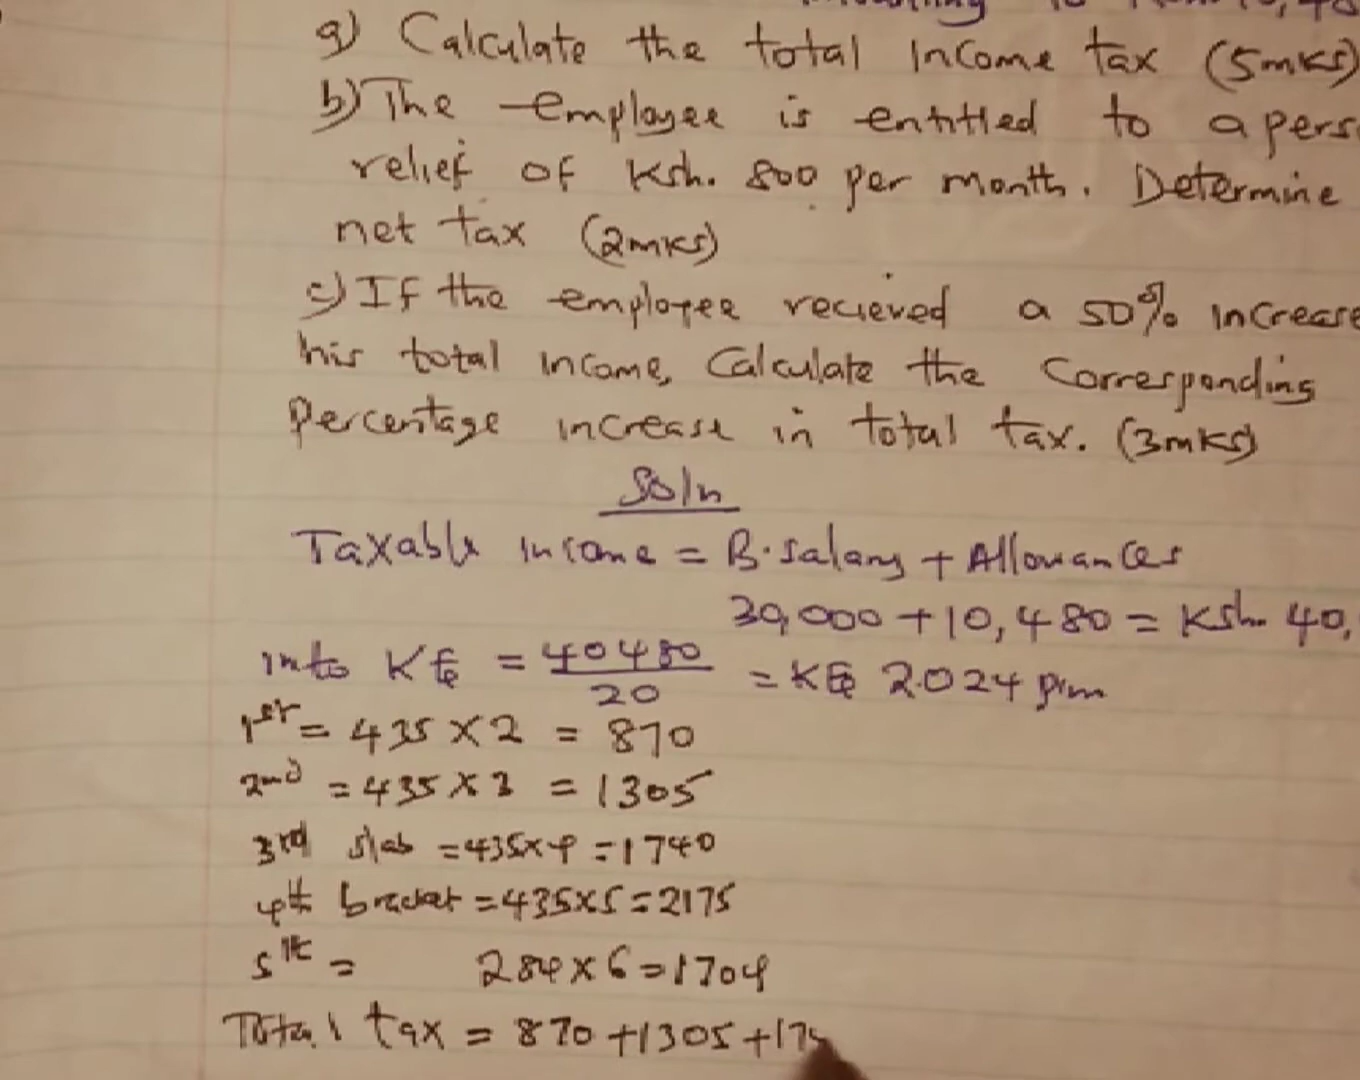 a) Calculate the total income tax (5mks)
b) The employee is entitled to a pers
relief of Ksh. 800 per month. Determine
net tax (2mks)
c) If the employee recieved a 50% increase
his total income, Calculate the Corresponding
Percentage increase in total tax. (3mks)
Soln
Taxable income = B.salary + Allowances
30,000 + 10,480 = Ksh 40,
into K£ = 40480/20 = K£ 2024 p.m
1st = 435 X 2 = 870
2nd = 435 X 3 = 1305
3rd slab = 435x4 = 1740
4th bracket = 435x5 = 2175
5th = 284 x 6 = 1704
Total tax = 870 + 1305 + 17